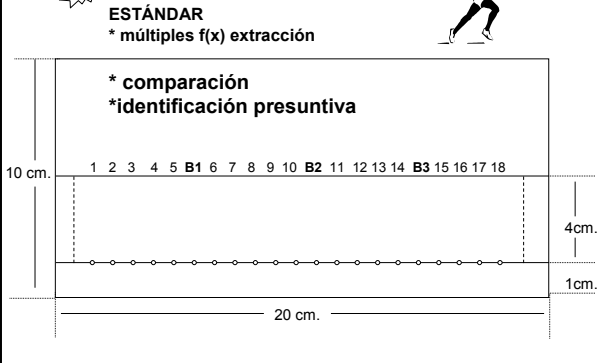 ESTÁNDAR
* múltiples f(x) extracción
* comparación
*identificación presuntiva
1 2 3 4 5 B1 6 7 8 9 10 B2 11 12 13 14 B3 15 16 17 18
10 cm.
4cm.
1cm.
20 cm.